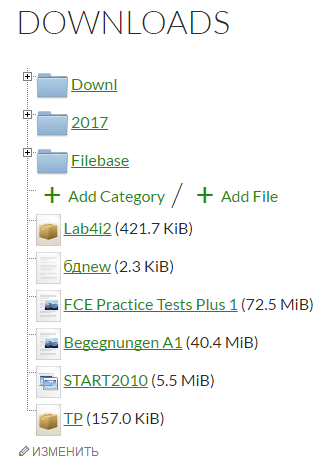 DOWNLOADS
Downl
2017
Filebase
+ Add Category / + Add File
Lab4i2 (421.7 KiB)
бдnew (2.3 KiB)
FCE Practice Tests Plus 1 (72.5 MiB)
Begegnungen A1 (40.4 MiB)
START2010 (5.5 MiB)
TP (157.0 KiB)
ИЗМЕНИТЬ